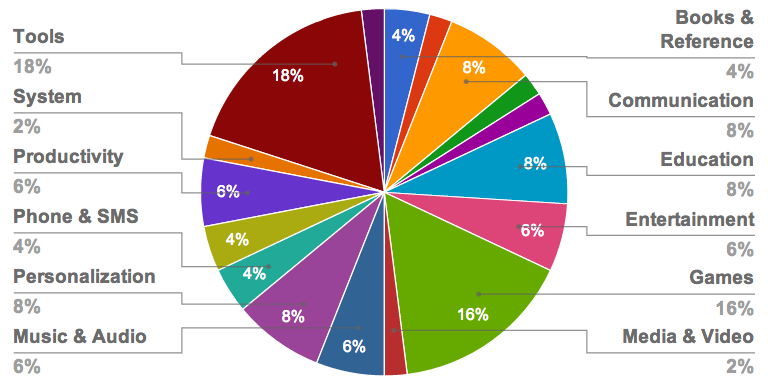 Tools
18%
System
2%
Productivity
6%
Phone & SMS
4%
Personalization
8%
Music & Audio
6%
4%
8%
8%
6%
16%
6%
8%
4%
4%
6%
18%
Books &
Reference
4%
Communication
8%
Education
8%
Entertainment
6%
Games
16%
Media & Video
2%